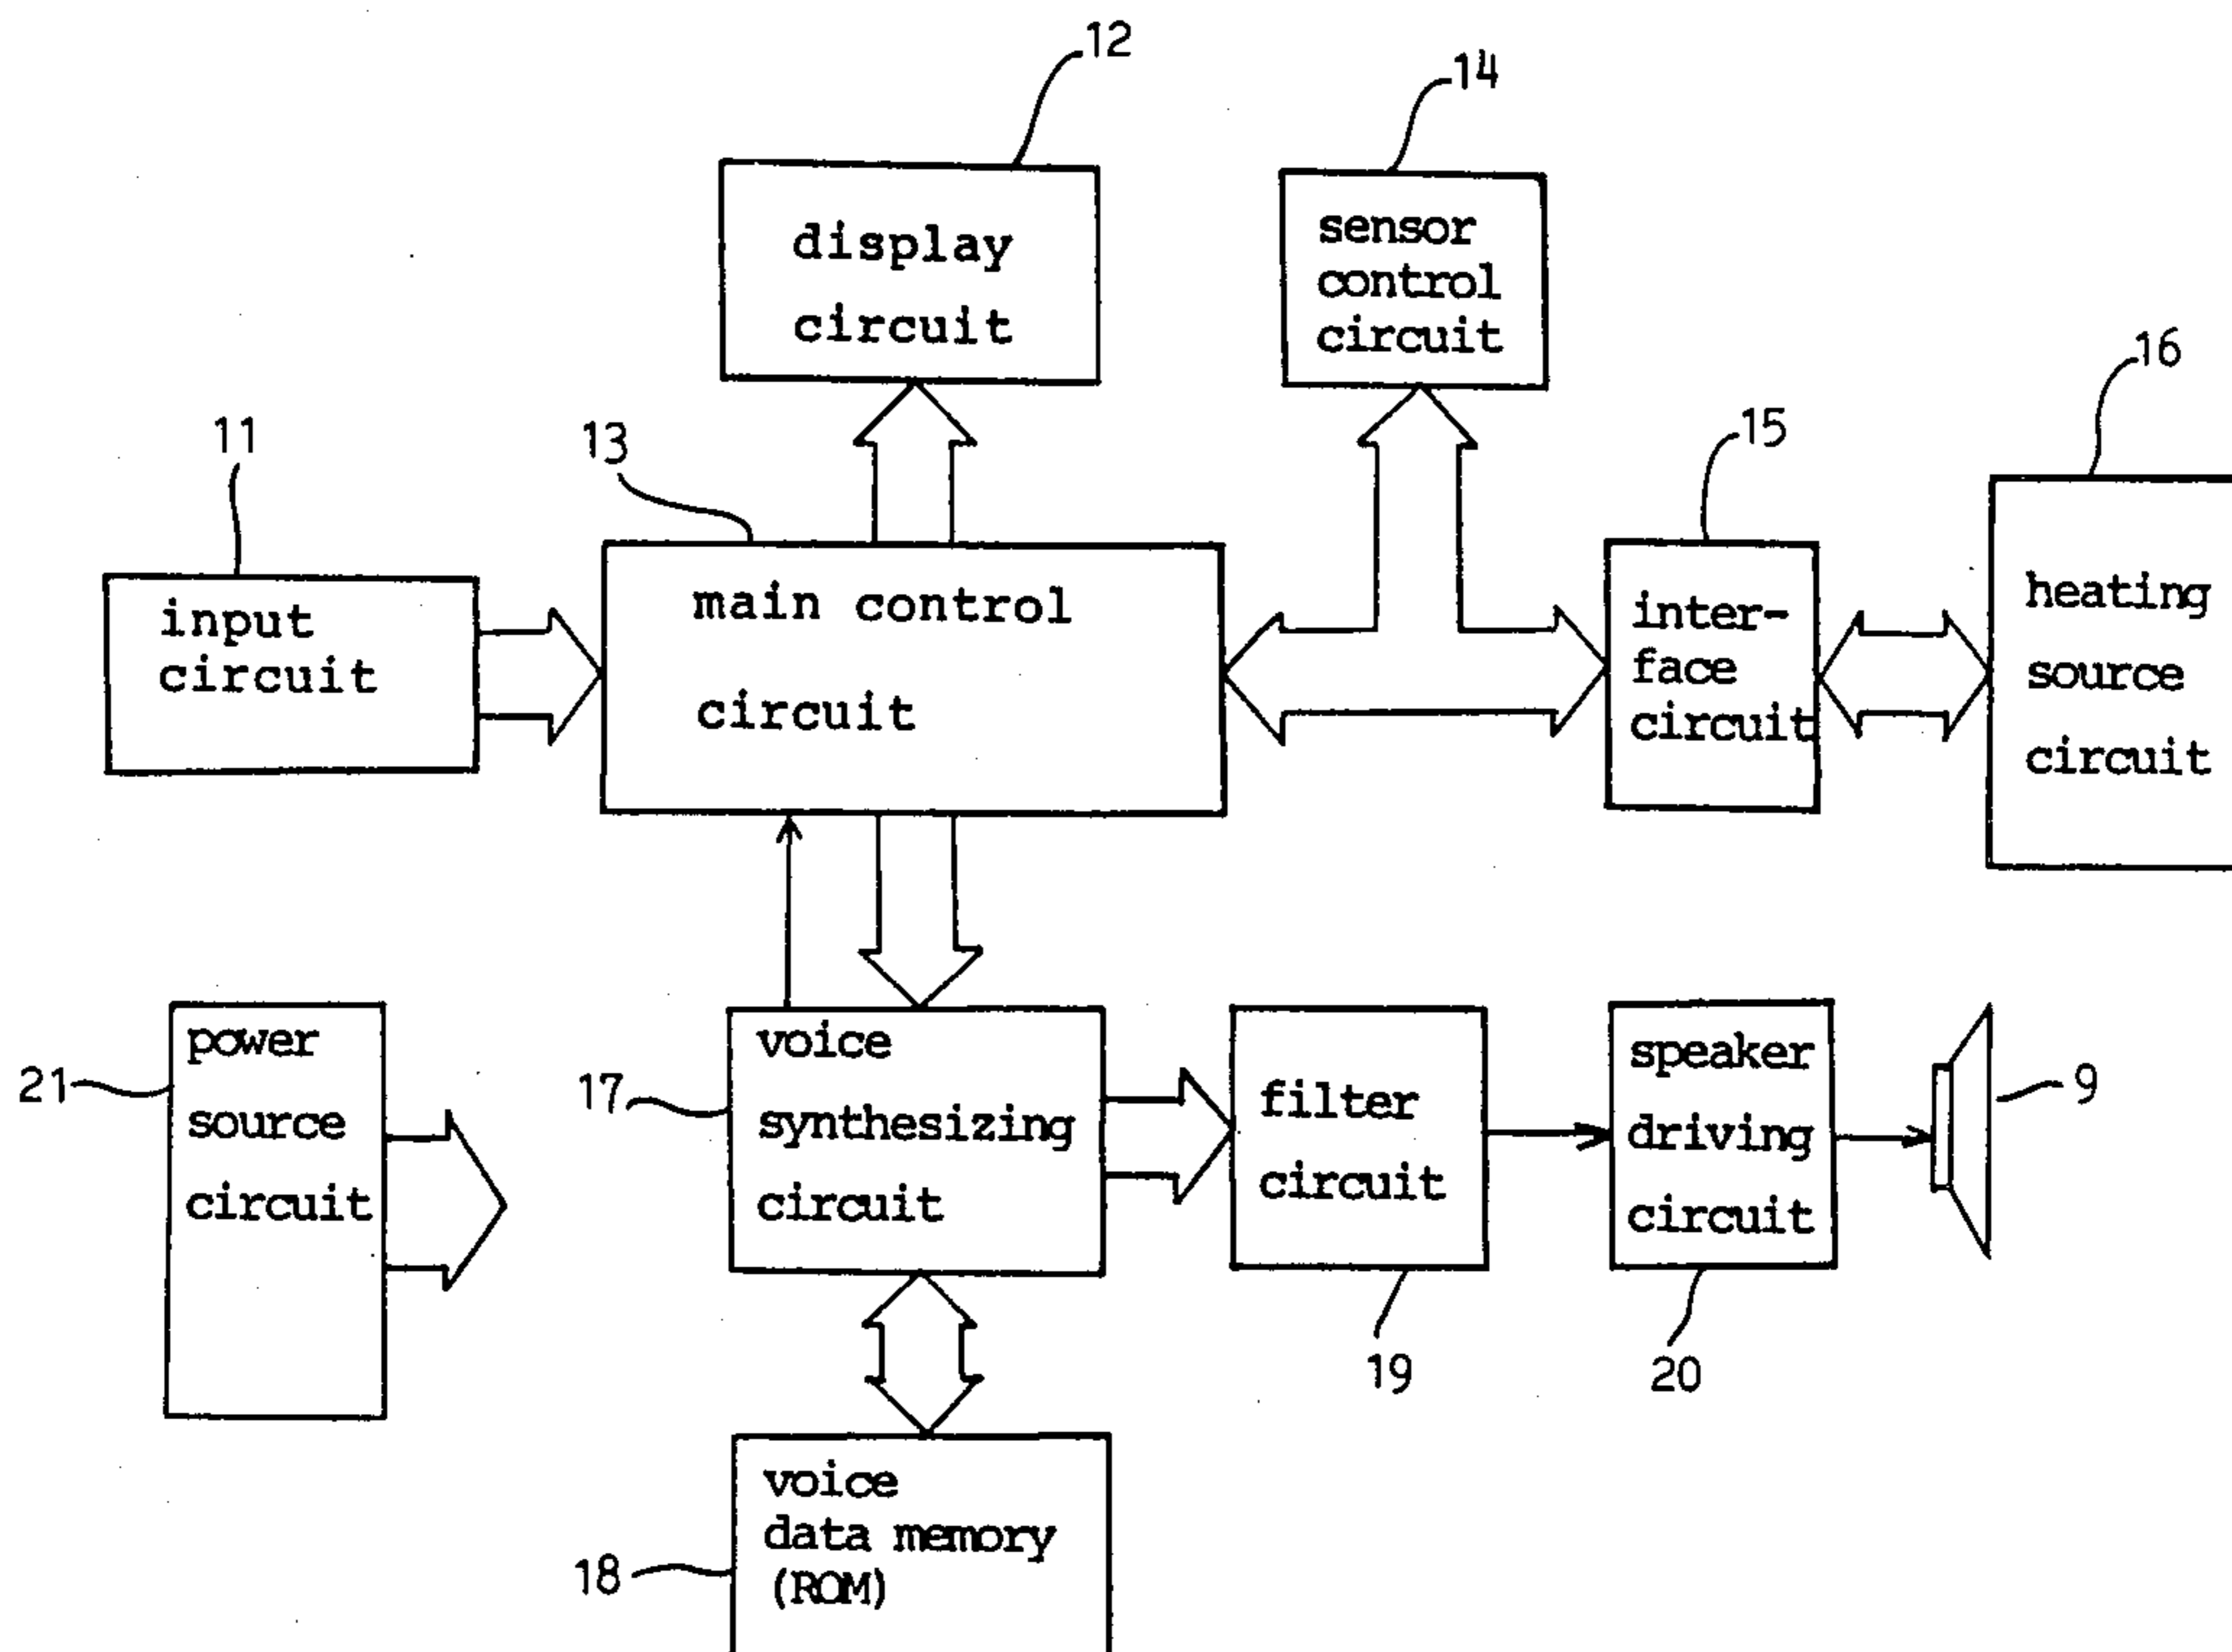 12
display
circuit
14
sensor
control
circuit
16
heating
source
circuit
11
input
circuit
13
main control
circuit
15
inter-
face
circuit
21
power
source
circuit
17
voice
synthesizing
circuit
filter
circuit
19
speaker
driving
circuit
20
9
18
voice
data memory
(ROM)